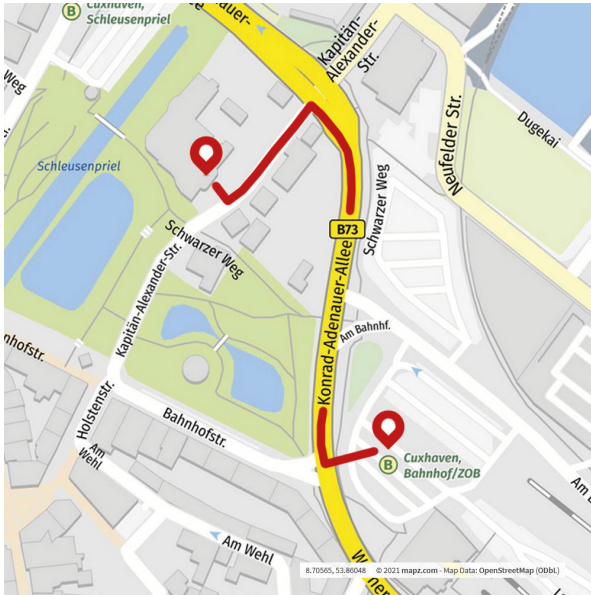 Cuxhaven,
Schleusenpriel
auer-
Kapitän-
Alexander-
Str.
Weg
Neufelder Str.
Dugekai
Schleusenpriel
Schwarzer Weg
Schwarzer Weg
B73
Kapitän-Alexander-Str.
Konrad-Adenauer-Allee
Am Bahnhf.
nhofstr.
Holstenstr.
Bahnhofstr.
Am
Wehl
Cuxhaven,
Bahnhof/ZOB
Am B
Am Wehl
8.70565, 53.86048 © 2021 mapz.com - Map Data: OpenStreetMap (ODbL)